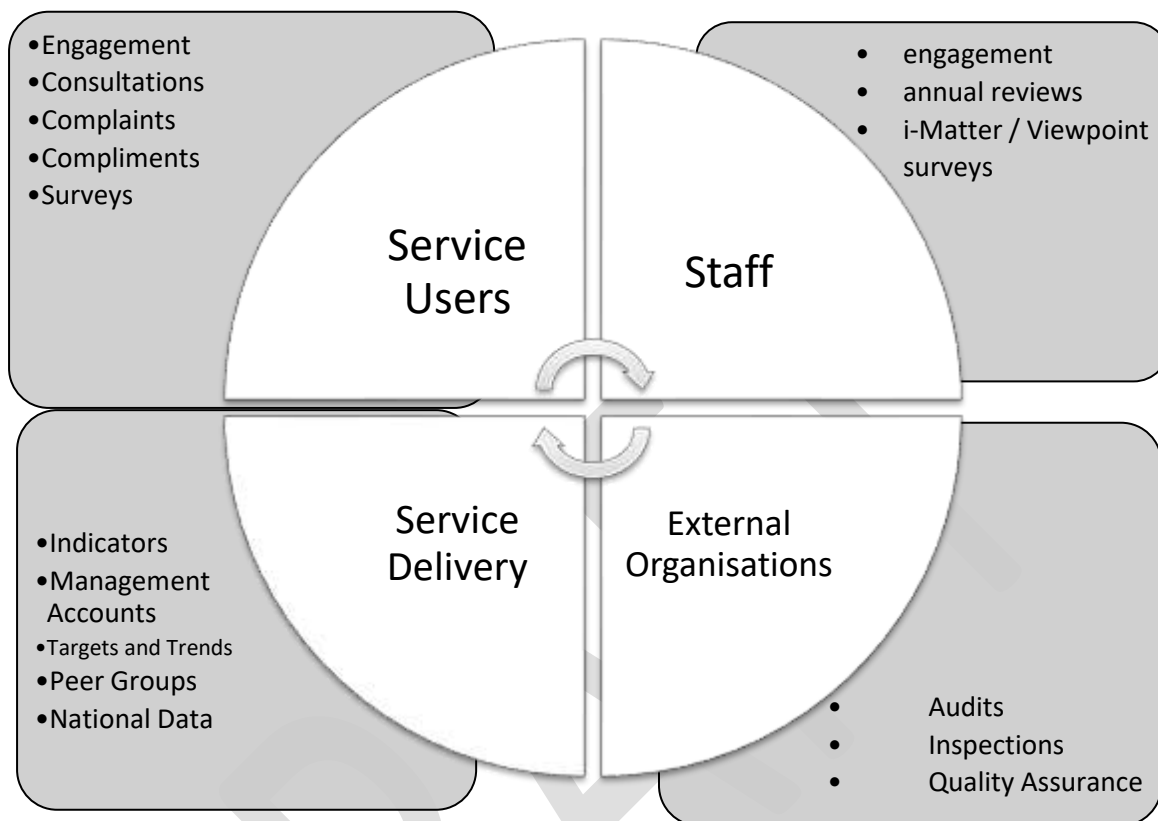 •Engagement
•Consultations
•Complaints
•Compliments
•Surveys
• engagement
• annual reviews
• i-Matter / Viewpoint
surveys
Service
Users
Staff
Service
Delivery
External
Organisations
•Indicators
•Management
Accounts
•Targets and Trends
•Peer Groups
•National Data
• Audits
• Inspections
• Quality Assurance